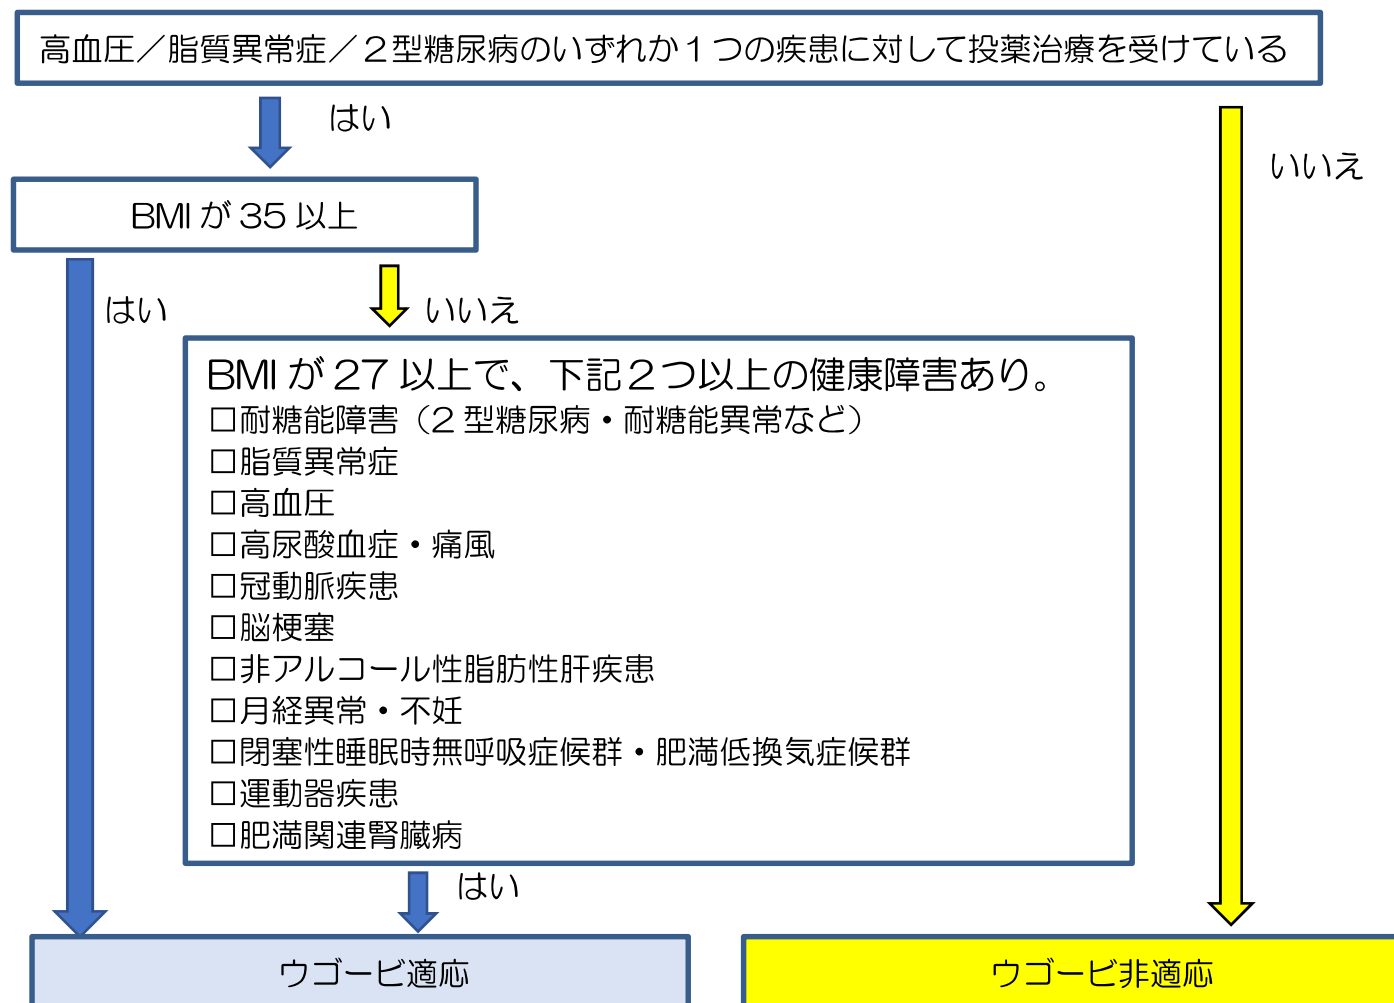 高血圧／脂質異常症／２型糖尿病のいずれか１つの疾患に対して投薬治療を受けている
はい
いいえ
BMI が 35 以上
はい
いいえ
BMI が 27 以上で、下記２つ以上の健康障害あり。
□耐糖能障害（2 型糖尿病・耐糖能異常など）
□脂質異常症
□高血圧
□高尿酸血症・痛風
□冠動脈疾患
□脳梗塞
□非アルコール性脂肪性肝疾患
□月経異常・不妊
□閉塞性睡眠時無呼吸症候群・肥満低換気症候群
□運動器疾患
□肥満関連腎臓病
はい
ウゴービ適応
ウゴービ非適応